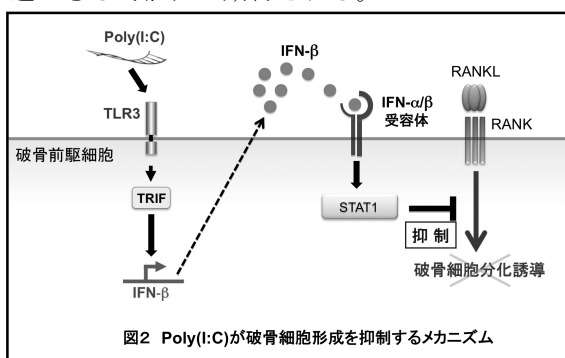 Poly(I:C)
IFN-β
RANKL
TLR3
IFN-α/β
受容体
RANK
破骨前駆細胞
TRIF
STAT1
抑 制
破骨細胞分化誘導
IFN-β
図2 Poly(I:C)が破骨細胞形成を抑制するメカニズム